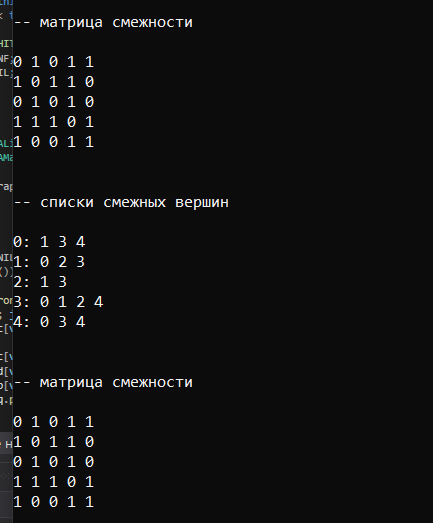 -- матрица смежности
0 1 0 1 1
1 0 1 1 0
0 1 0 1 0
1 1 1 0 1
1 0 0 1 1
-- списки смежных вершин
0: 1 3 4
1: 0 2 3
2: 1 3
3: 0 1 2 4
4: 0 3 4
-- матрица смежности
0 1 0 1 1
1 0 1 1 0
0 1 0 1 0
1 1 1 0 1
1 0 0 1 1